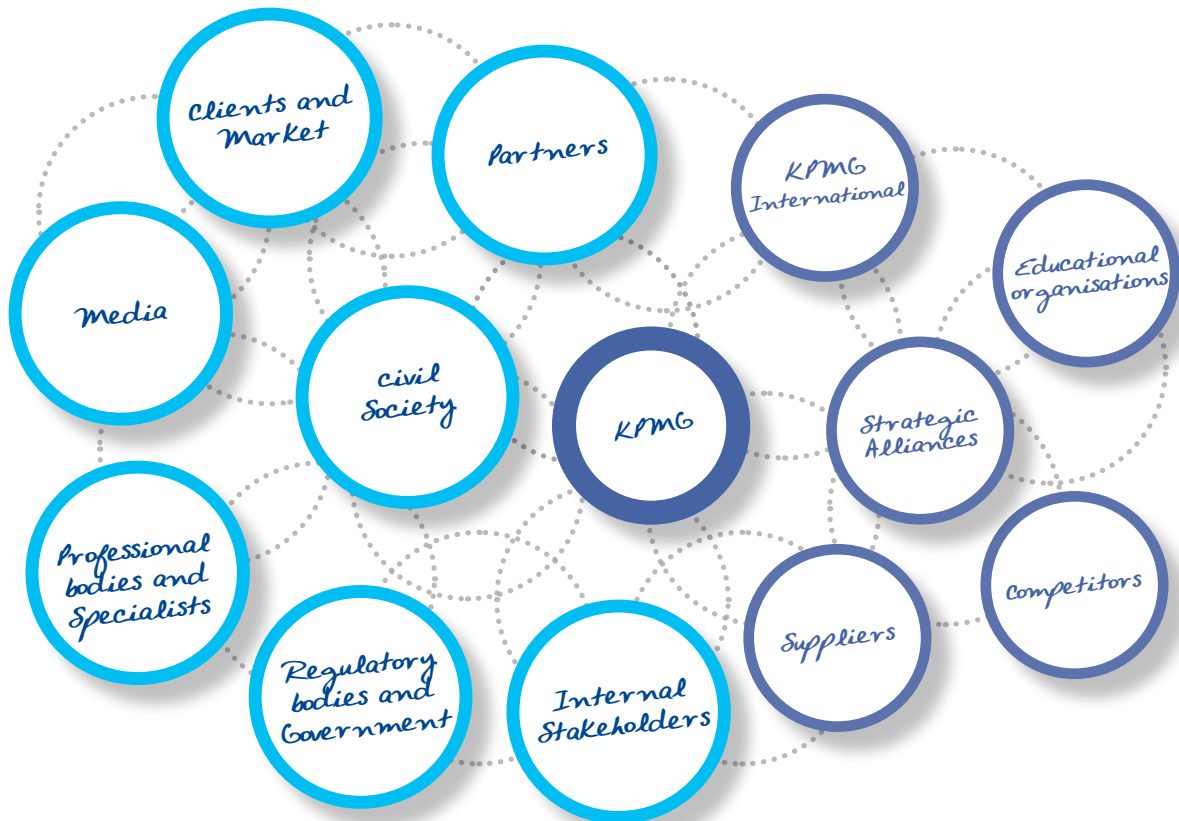 Clients and
Market
Partners
KPMG
International
Educational
organisations
Media
Civil
Society
KPMG
Strategic
Alliances
Professional
bodies and
Specialists
Regulatory
bodies and
Government
Internal
Stakeholders
Suppliers
Competitors